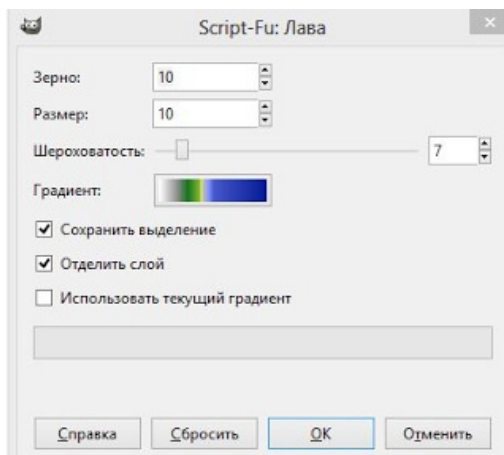 Script-Fu: Лава
Зерно: 10
Размер: 10
Шероховатость: 7
Градиент:
Сохранить выделение
Отделить слой
Использовать текущий градиент
Справка Сбросить OK Отменить